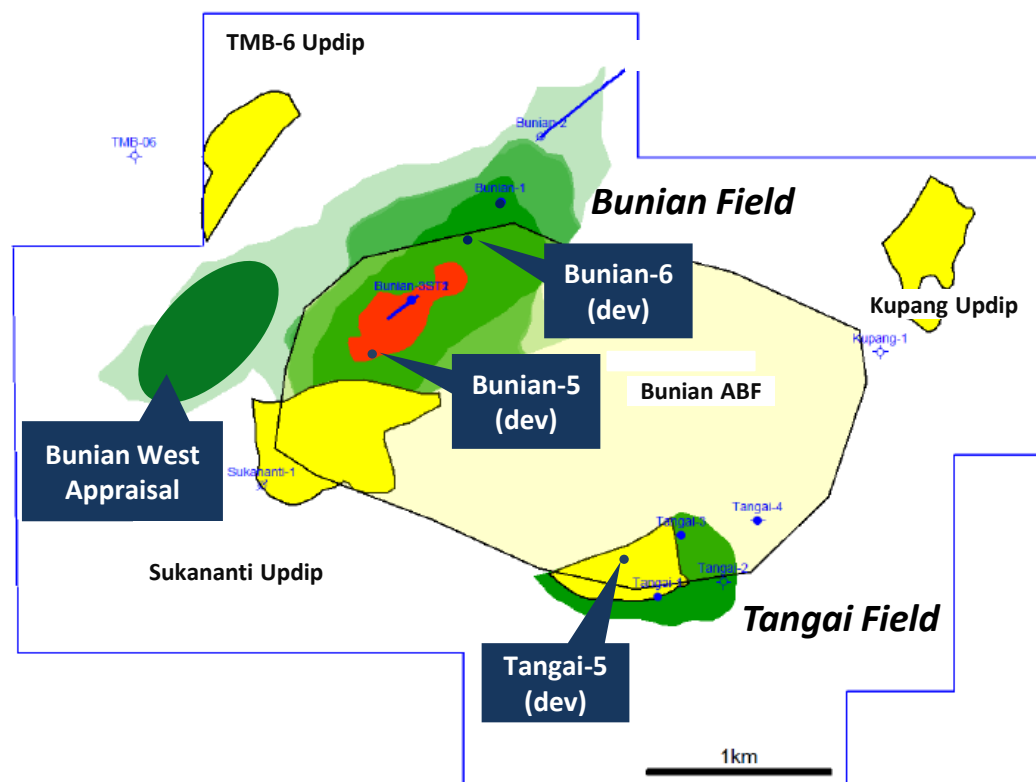 TMB-6 Updip
TMB-06
Bunian-2
Bunian-1
Bunian Field
Bunian-6
(dev)
Kupang Updip
Kupang-1
Bunian-5
(dev)
Bunian ABF
Bunian West
Appraisal
Sukananti-1
Sukananti Updip
Tangai-4
Tangai-3
Tangai-2
Tangai-1
Tangai Field
Tangai-5
(dev)
1km